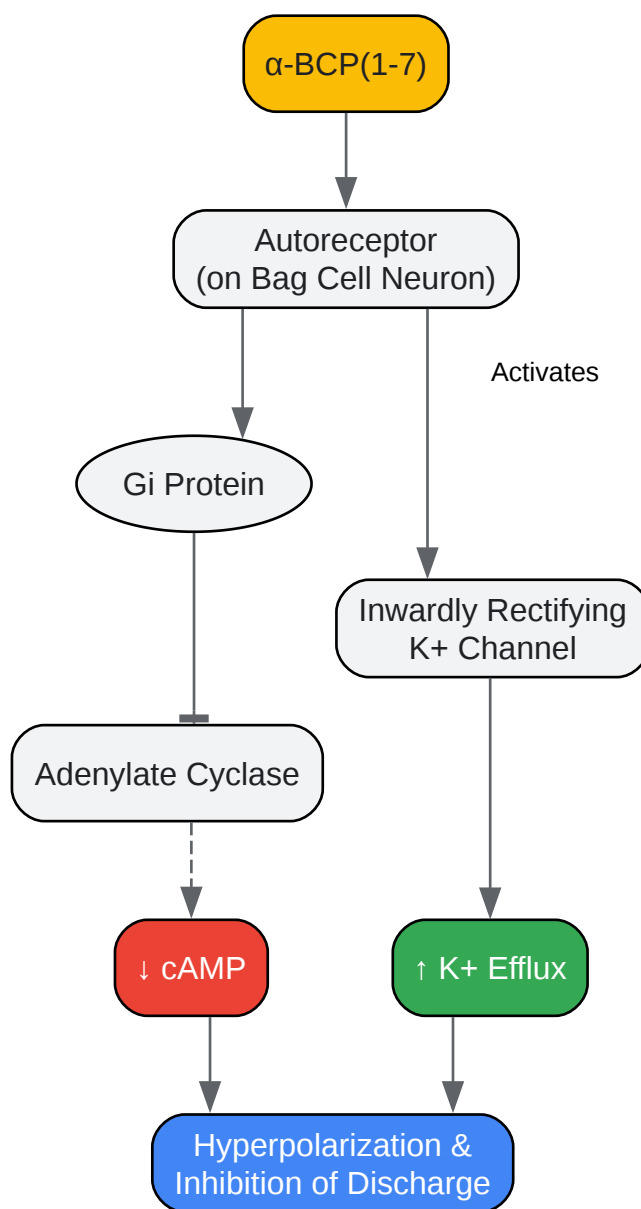 α-BCP(1-7)
Autoreceptor
(on Bag Cell Neuron)
Activates
Gi Protein
Inwardly Rectifying
K+ Channel
Adenylate Cyclase
↓ cAMP
↑ K+ Efflux
Hyperpolarization &
Inhibition of Discharge